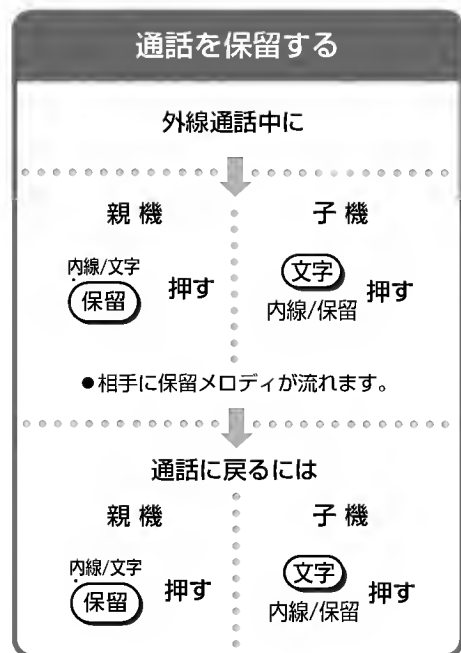 通話を保留する
外線通話中に
親機 子機
内線/文字
保留 押す
文字 押す
内線/保留
●相手に保留メロディが流れます。
通話に戻るには
親機 子機
内線/文字
保留 押す
文字 押す
内線/保留